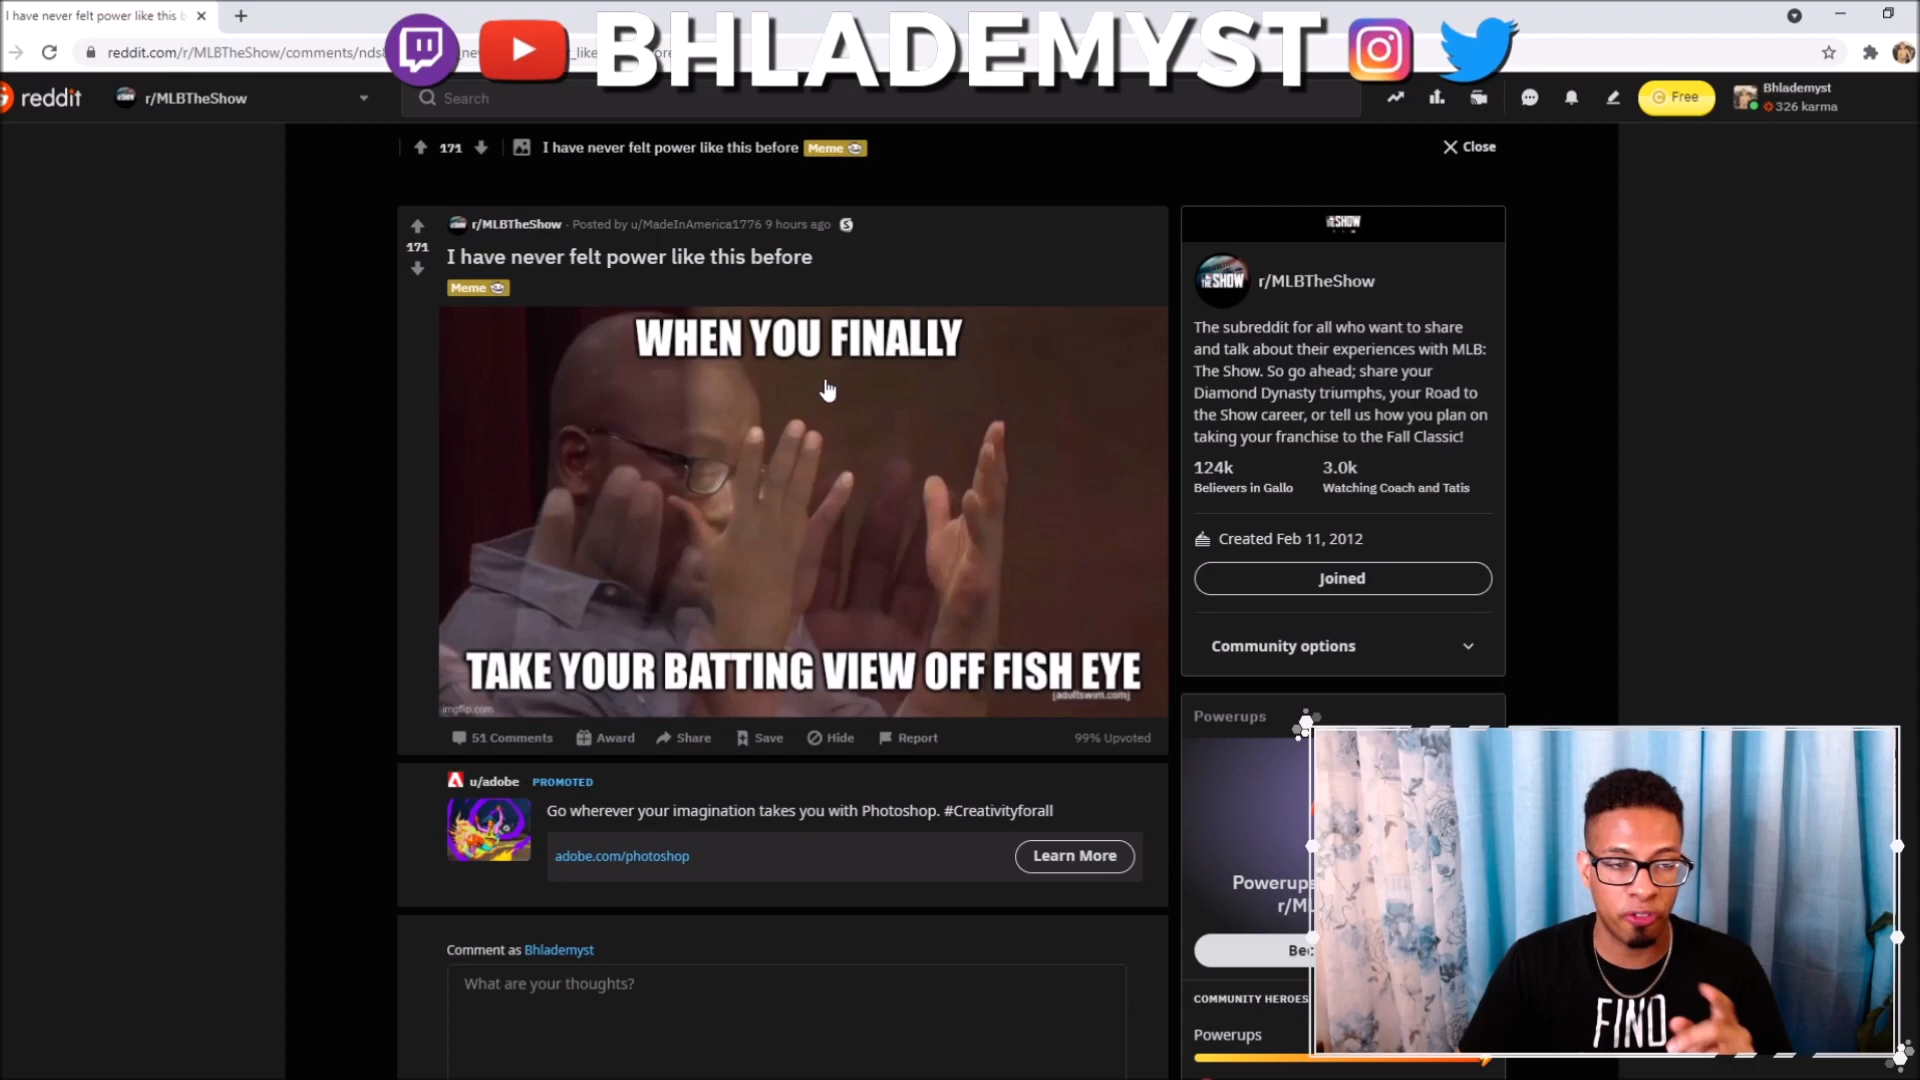 I have never felt power like this b
reddit.com/r/MLBTheShow/comments/nds
BHLADEMYST
reddit
r/MLBTheShow
Search
Free
Bhlademyst
326 karma
171
I have never felt power like this before
Meme
Close
r/MLBTheShow · Posted by u/MadeInAmerica1776 9 hours ago
171
I have never felt power like this before
Meme
WHEN YOU FINALLY
TAKE YOUR BATTING VIEW OFF FISH EYE
[adultswim.com]
imgflip.com
51 Comments
Award
Share
Save
Hide
Report
99% Upvoted
u/adobe PROMOTED
Go wherever your imagination takes you with Photoshop. #Creativityforall
adobe.com/photoshop
Learn More
Comment as Bhlademyst
What are your thoughts?
THE SHOW
THE SHOW
r/MLBTheShow
The subreddit for all who want to share
and talk about their experiences with MLB:
The Show. So go ahead; share your
Diamond Dynasty triumphs, your Road to
the Show career, or tell us how you plan on
taking your franchise to the Fall Classic!
124k
3.0k
Believers in Gallo
Watching Coach and Tatis
Created Feb 11, 2012
Joined
Community options
Powerups
Powerups
r/ML
Bec
COMMUNITY HEROES
Powerups
FIND